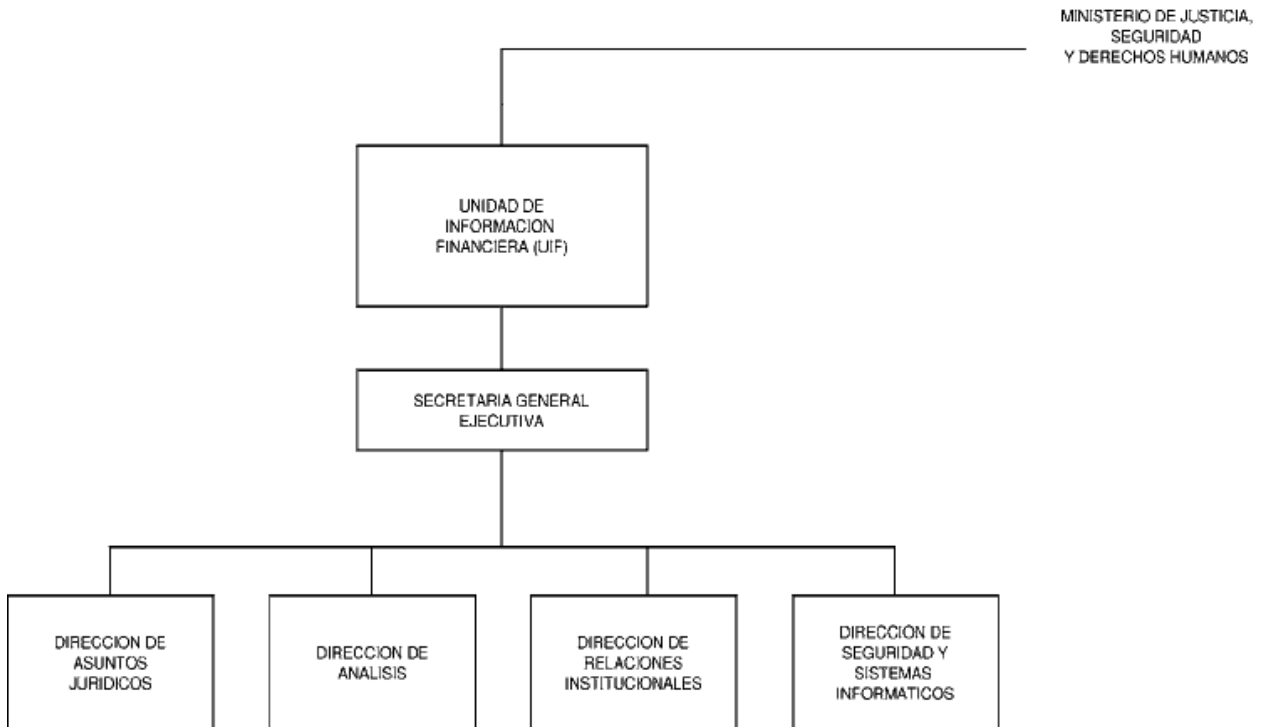 MINISTERIO DE JUSTICIA,
SEGURIDAD
Y DERECHOS HUMANOS
UNIDAD DE
INFORMACION
FINANCIERA (UIF)
SECRETARIA GENERAL
EJECUTIVA
DIRECCION DE
ASUNTOS
JURIDICOS
DIRECCION DE
ANALISIS
DIRECCION DE
RELACIONES
INSTITUCIONALES
DIRECCION DE
SEGURIDAD Y
SISTEMAS
INFORMATICOS